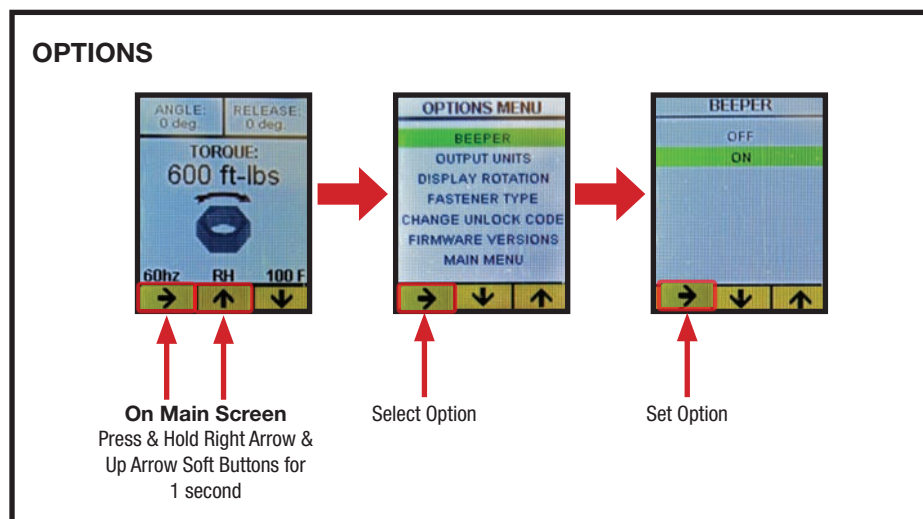 OPTIONS
ANGLE:
0 deg.
RELEASE:
0 deg.
TORQUE:
600 ft-lbs
60hz RH 100 F
On Main Screen
Press & Hold Right Arrow &
Up Arrow Soft Buttons for
1 second
OPTIONS MENU
BEEPER
OUTPUT UNITS
DISPLAY ROTATION
FASTENER TYPE
CHANGE UNLOCK CODE
FIRMWARE VERSIONS
MAIN MENU
Select Option
BEEPER
OFF
ON
Set Option